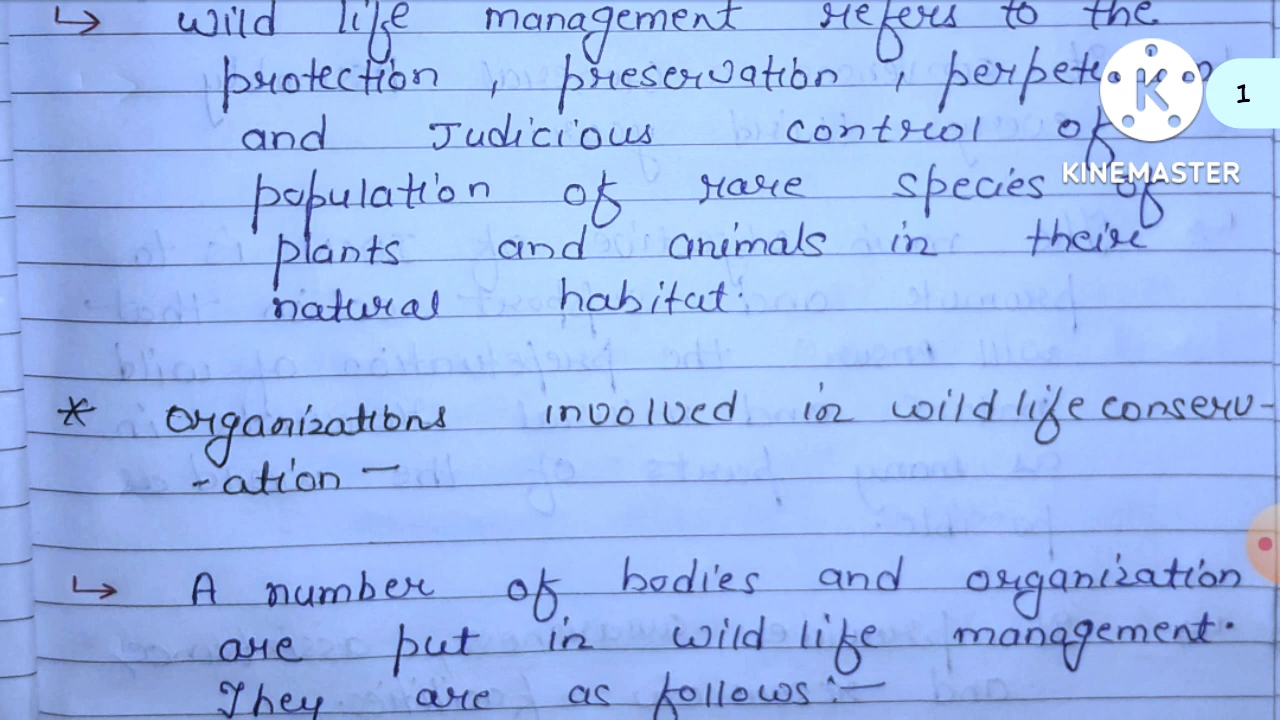 ↳ wild life management refers to the
protection, preservation, perpet
and Judicious control of
population of rare species of
plants and animals in their
natural habitat.
* organizations involved in wild life conserv-
-ation -
↳ A number of bodies and organization
are put in wild life management.
They are as follows:-
KINEMASTER
1